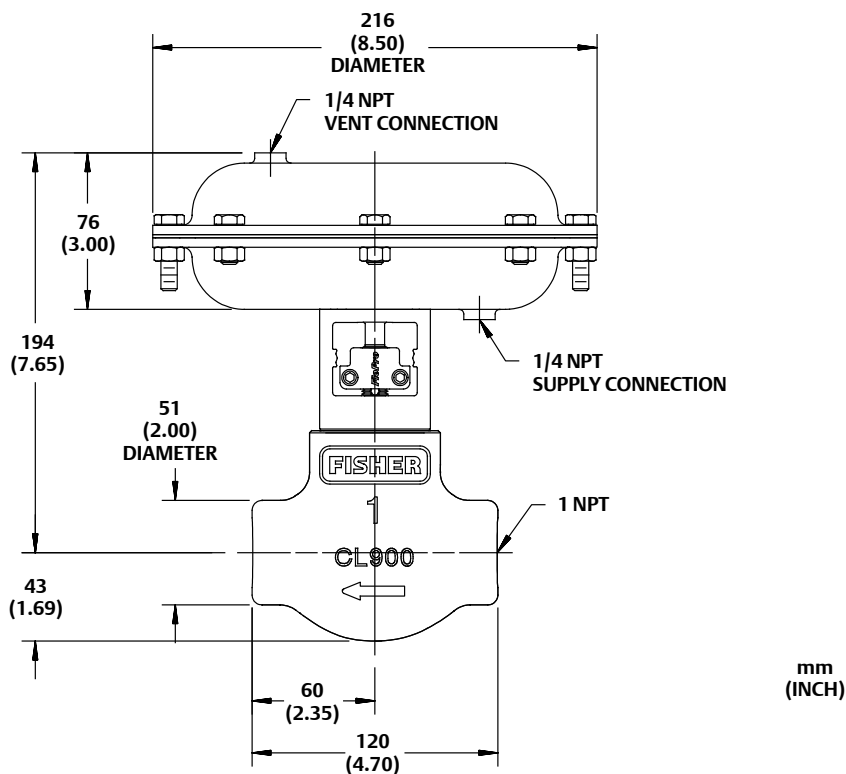 216
(8.50)
DIAMETER
1/4 NPT
VENT CONNECTION
76
(3.00)
194
(7.65)
1/4 NPT
SUPPLY CONNECTION
51
(2.00)
DIAMETER
FISHER
1
1 NPT
CL900
43
(1.69)
mm
(INCH)
60
(2.35)
120
(4.70)